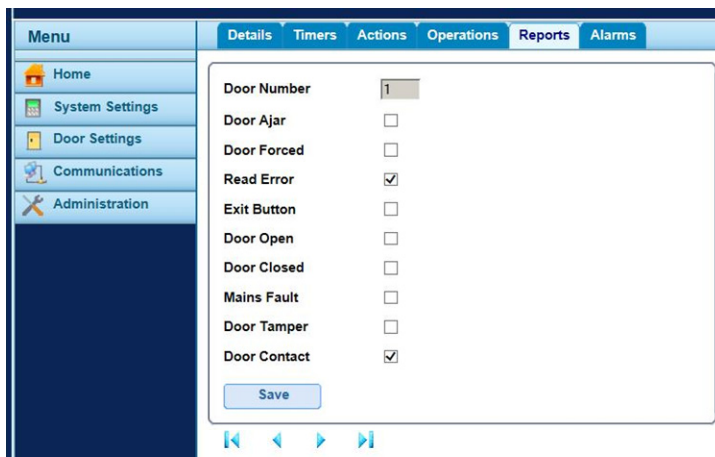 Menu
Home
System Settings
Door Settings
Communications
Administration
Details Timers Actions Operations Reports Alarms
Door Number 1
Door Ajar
Door Forced
Read Error
Exit Button
Door Open
Door Closed
Mains Fault
Door Tamper
Door Contact
Save